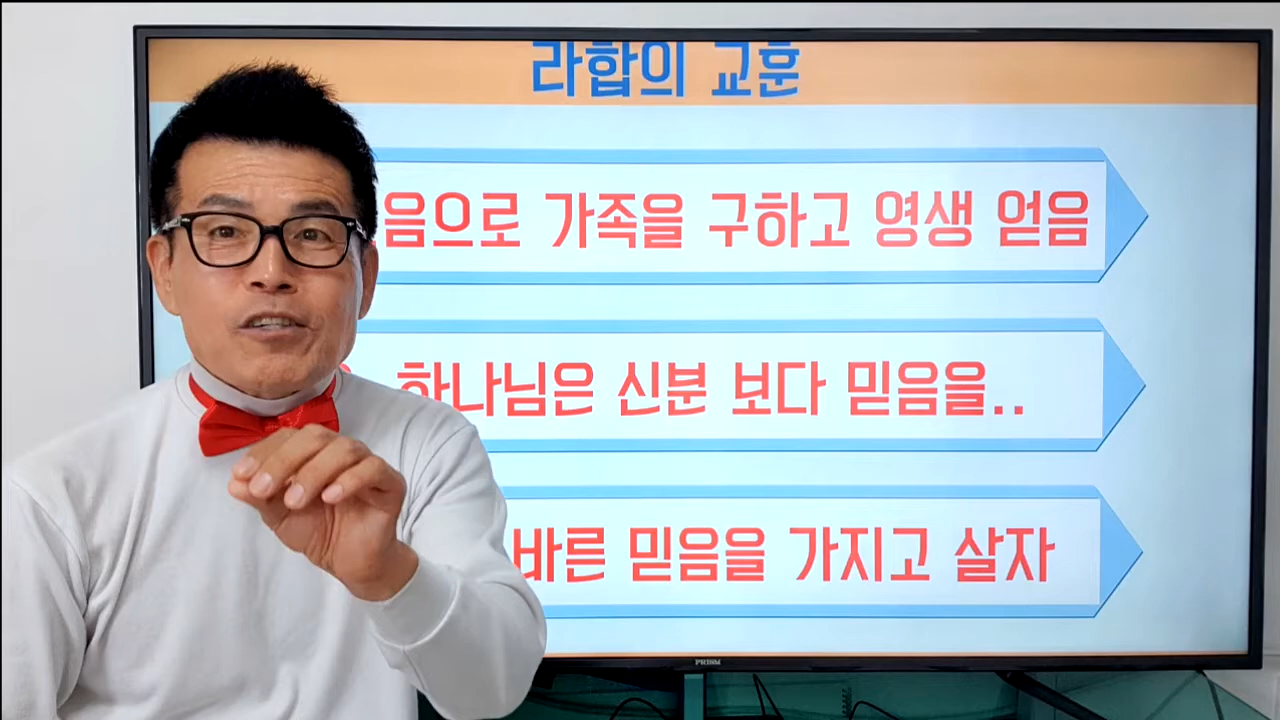 라합의 교훈
음으로 가족을 구하고 영생 얻음
하나님은 신분 보다 믿음을..
바른 믿음을 가지고 살자
PRISM